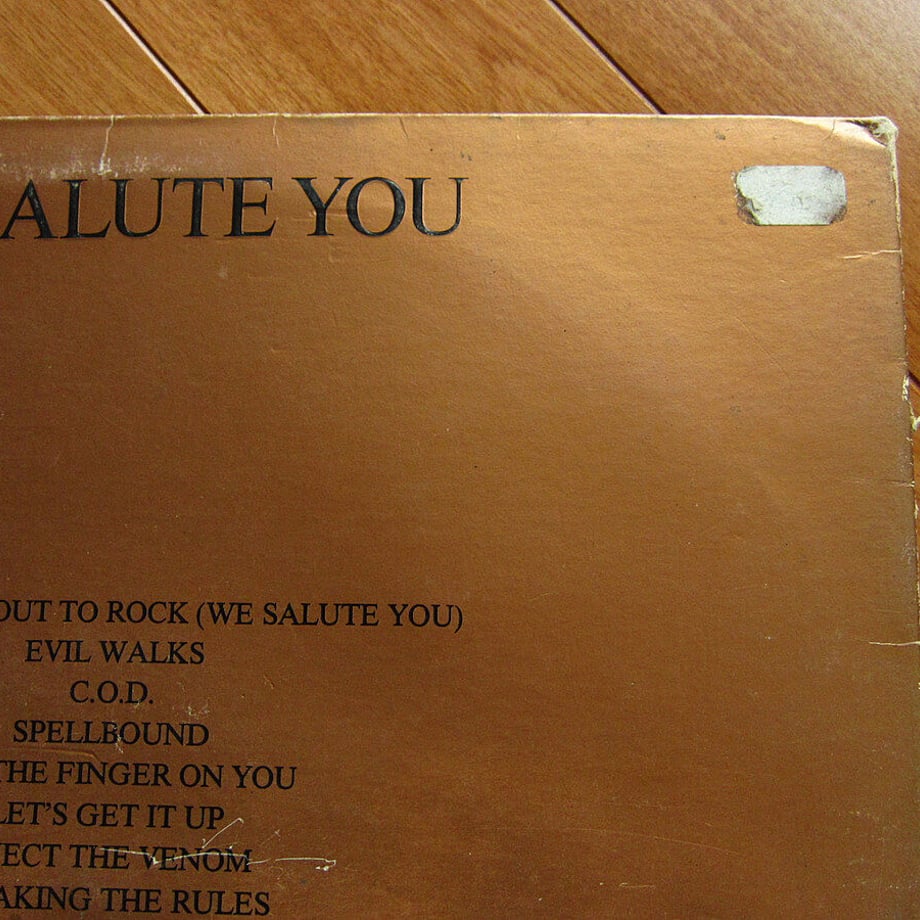 ALUTE YOU
OUT TO ROCK (WE SALUTE YOU)
EVIL WALKS
C.O.D.
SPELLBOUND
THE FINGER ON YOU
LET'S GET IT UP
JECT THE VENOM
AKING THE RULES